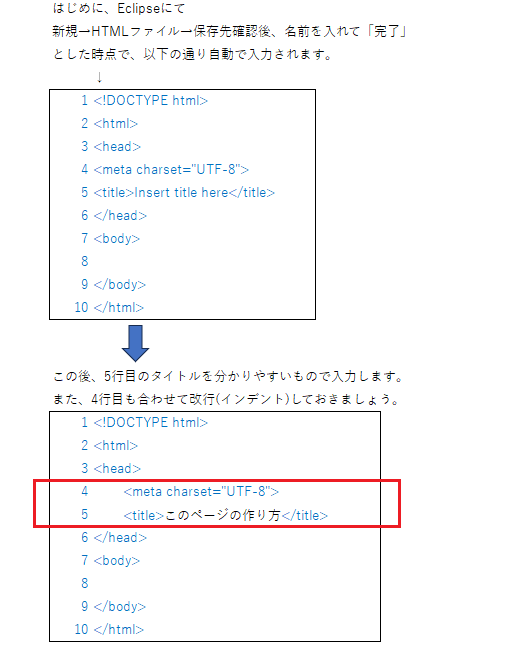 はじめに、Eclipseにて
新規→HTMLファイル→保存先確認後、名前を入れて「完了」
とした時点で、以下の通り自動で入力されます。
↓
1 <!DOCTYPE html>
2 <html>
3 <head>
4 <meta charset="UTF-8">
5 <title>Insert title here</title>
6 </head>
7 <body>
8
9 </body>
10 </html>
この後、5行目のタイトルを分かりやすいもので入力します。
また、4行目も合わせて改行(インデント)しておきましょう。
1 <!DOCTYPE html>
2 <html>
3 <head>
4 <meta charset="UTF-8">
5 <title>このページの作り方</title>
6 </head>
7 <body>
8
9 </body>
10 </html>